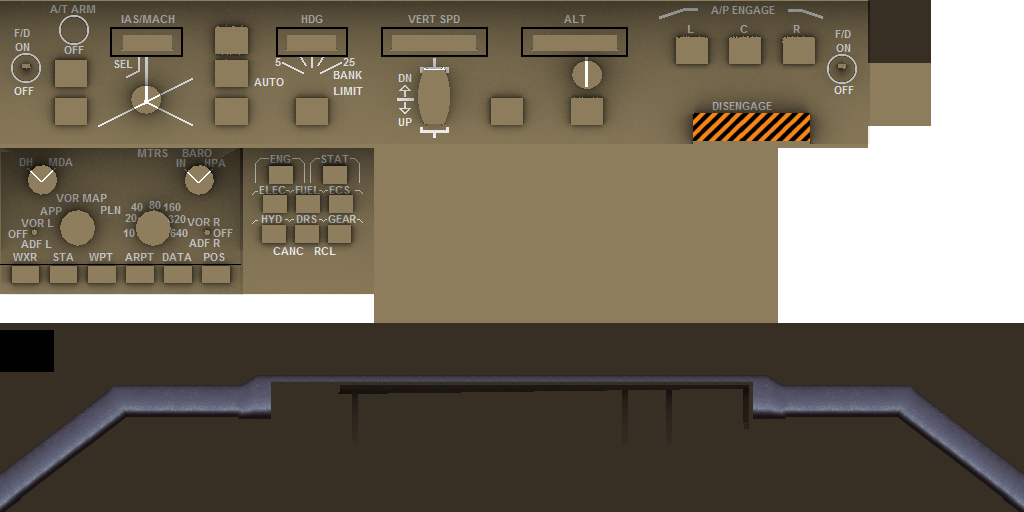 A/T ARM
IAS/MACH
HDG
VERT SPD
ALT
A/P ENGAGE
F/D
ON
OFF
OFF
SEL
AUTO
5
25
BANK
LIMIT
DN
UP
L
C
R
F/D
ON
OFF
DISENGAGE
DH
MDA
MTRS
BARO
IN
HPA
VOR MAP
APP
PLN
VOR L
OFF
ADF L
10
20
40
80
160
320
640
VOR R
OFF
ADF R
WXR
STA
WPT
ARPT
DATA
POS
ENG
STAT
ELEC
FUEL
ECS
HYD
DRS
GEAR
CANC
RCL